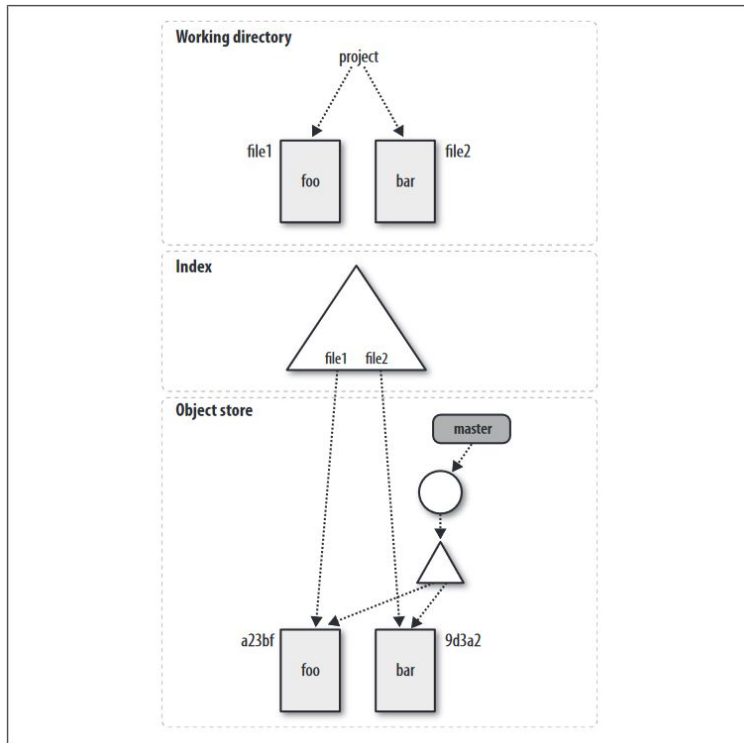 Working directory
project
file1
foo
bar
file2
Index
file1 file2
Object store
master
a23bf
foo
bar
9d3a2